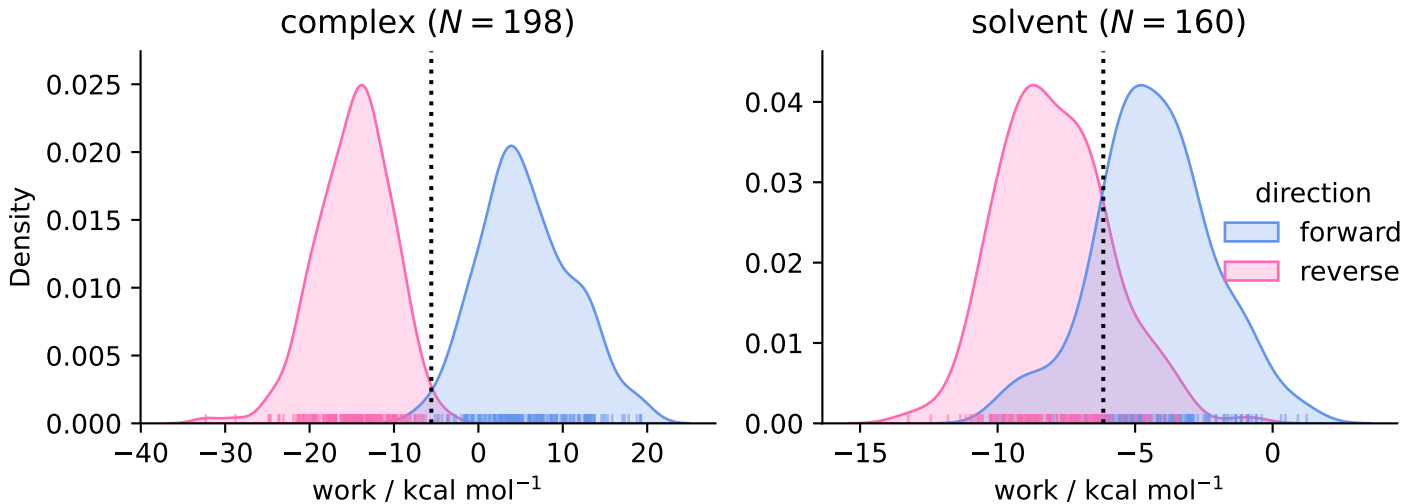 complex (N = 198)
Density
0.025
0.020
0.015
0.010
0.005
0.000
−40 −30 −20 −10 0 10 20
work / kcal mol⁻¹
solvent (N = 160)
0.04
0.03
0.02
0.01
0.00
−15 −10 −5 0
work / kcal mol⁻¹
direction
forward
reverse